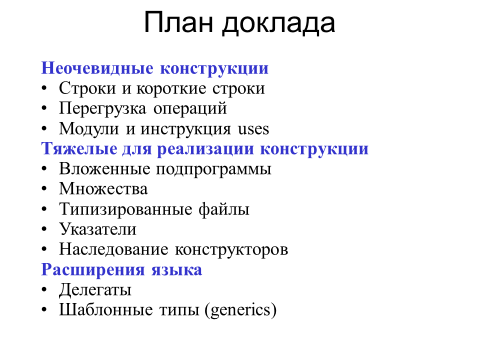 План доклада
Неочевидные конструкции
• Строки и короткие строки
• Перегрузка операций
• Модули и инструкция uses
Тяжелые для реализации конструкции
• Вложенные подпрограммы
• Множества
• Типизированные файлы
• Указатели
• Наследование конструкторов
Расширения языка
• Делегаты
• Шаблонные типы (generics)